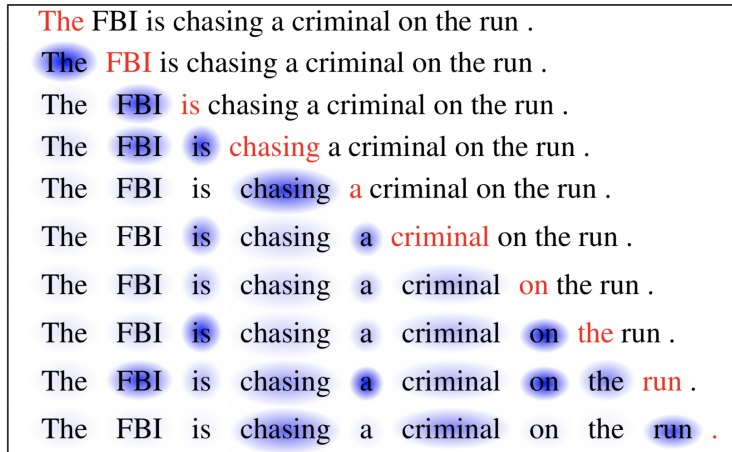 The FBI is chasing a criminal on the run .
The FBI is chasing a criminal on the run .
The FBI is chasing a criminal on the run .
The FBI is chasing a criminal on the run .
The FBI is chasing a criminal on the run .
The FBI is chasing a criminal on the run .
The FBI is chasing a criminal on the run .
The FBI is chasing a criminal on the run .
The FBI is chasing a criminal on the run .
The FBI is chasing a criminal on the run .